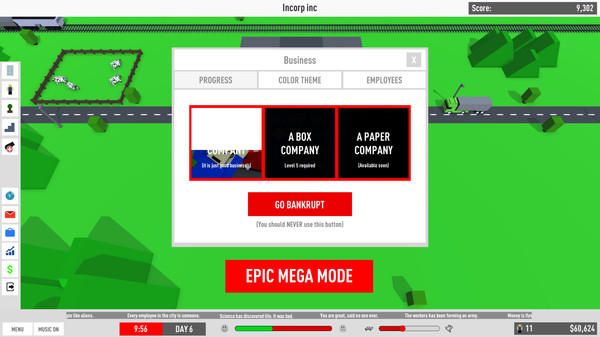 Incorp inc
Score: 9,302
Business
X
PROGRESS
COLOR THEME
EMPLOYEES
COMPANY
(It is just good business)
A BOX
COMPANY
Level 5 required
A PAPER
COMPANY
(Available soon)
GO BANKRUPT
(You should NEVER use this button)
EPIC MEGA MODE
pic like aliens.
Every employee in the city is someone.
Science has discovered life. It was bad.
You are great, said no one ever.
The workers has been forming an army.
Money is
MENU
MUSIC ON
9:56
DAY 6
11
$60,624